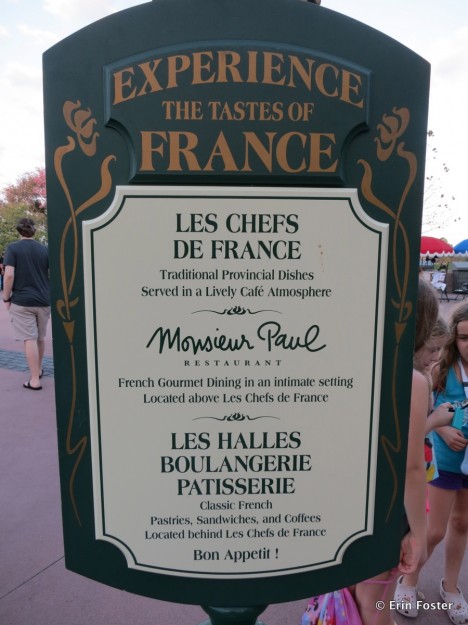 EXPERIENCE
THE TASTES OF
FRANCE
LES CHEFS
DE FRANCE
Traditional Provincial Dishes
Served in a Lively Café Atmosphere
Monsieur Paul
RESTAURANT
French Gourmet Dining in an intimate setting
Located above Les Chefs de France
LES HALLES
BOULANGERIE
PATISSERIE
Classic French
Pastries, Sandwiches, and Coffees
Located behind Les Chefs de France
Bon Appetit !
© Erin Foster